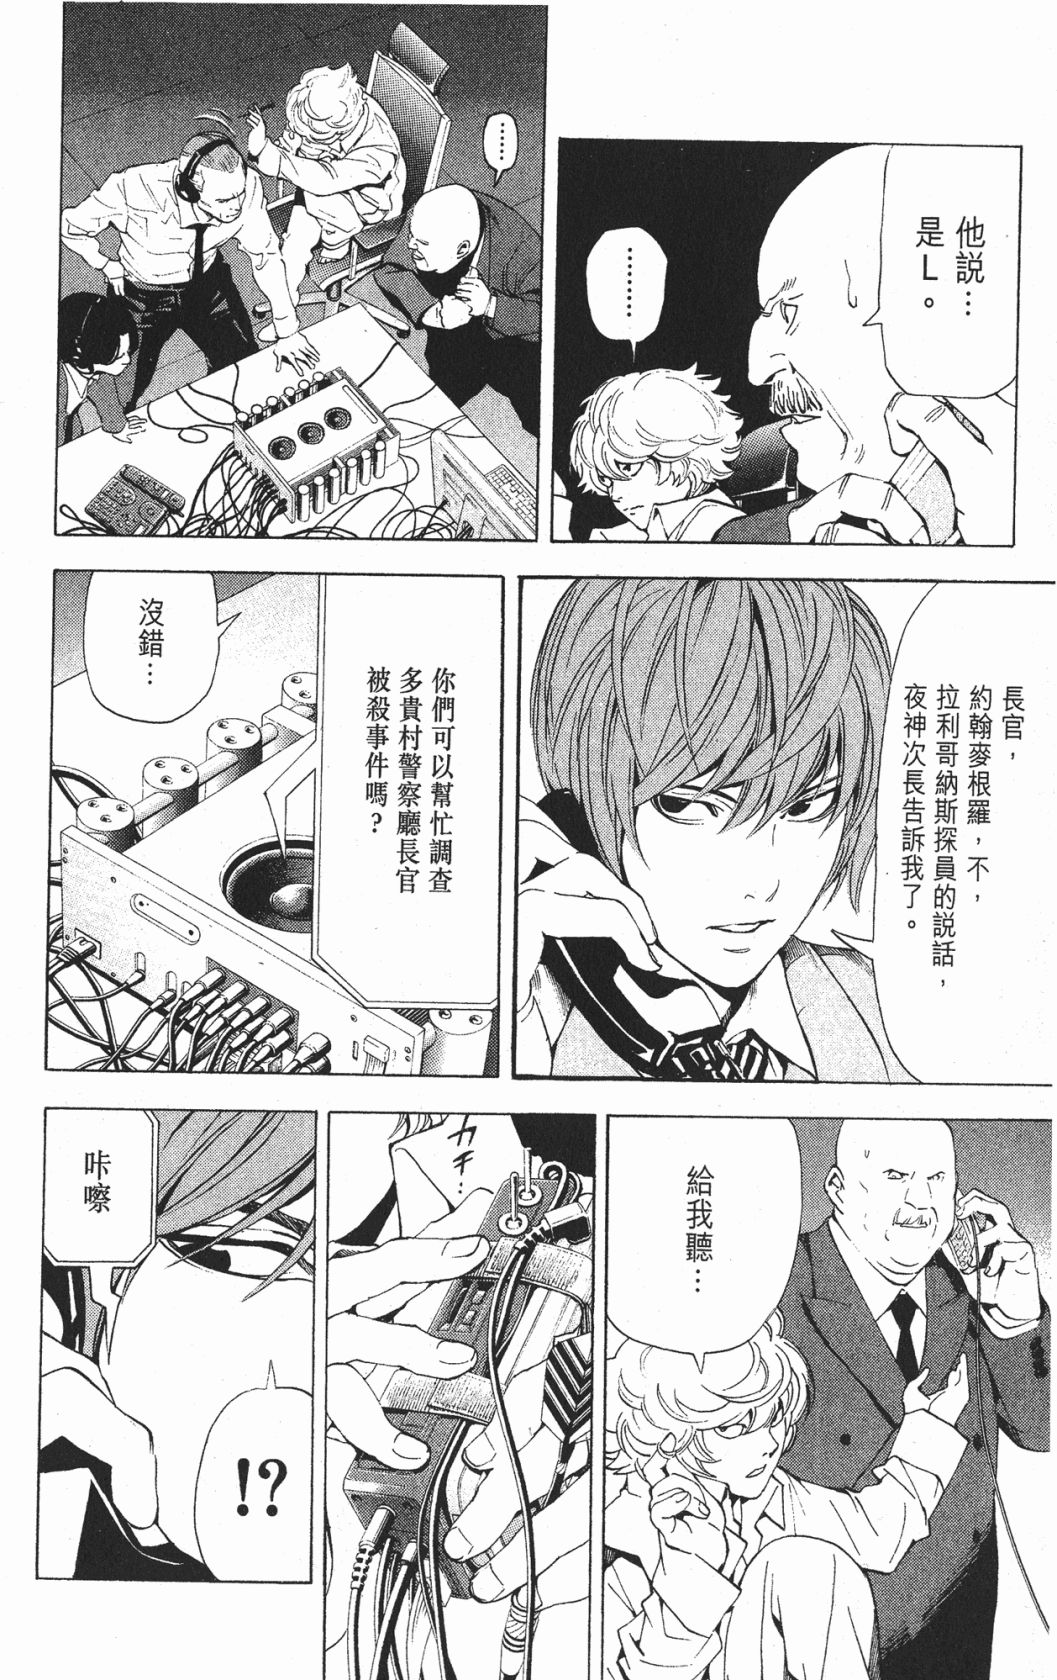 他説…
是L。
………
……
長官，
約翰麥根羅，不，
拉利哥納斯探員的説話，
夜神次長告訴我了。
你們可以幫忙調查
多貴村警察廳長官
被殺事件嗎？
沒錯…
給我聽…
カチ…
咔嚓
!?